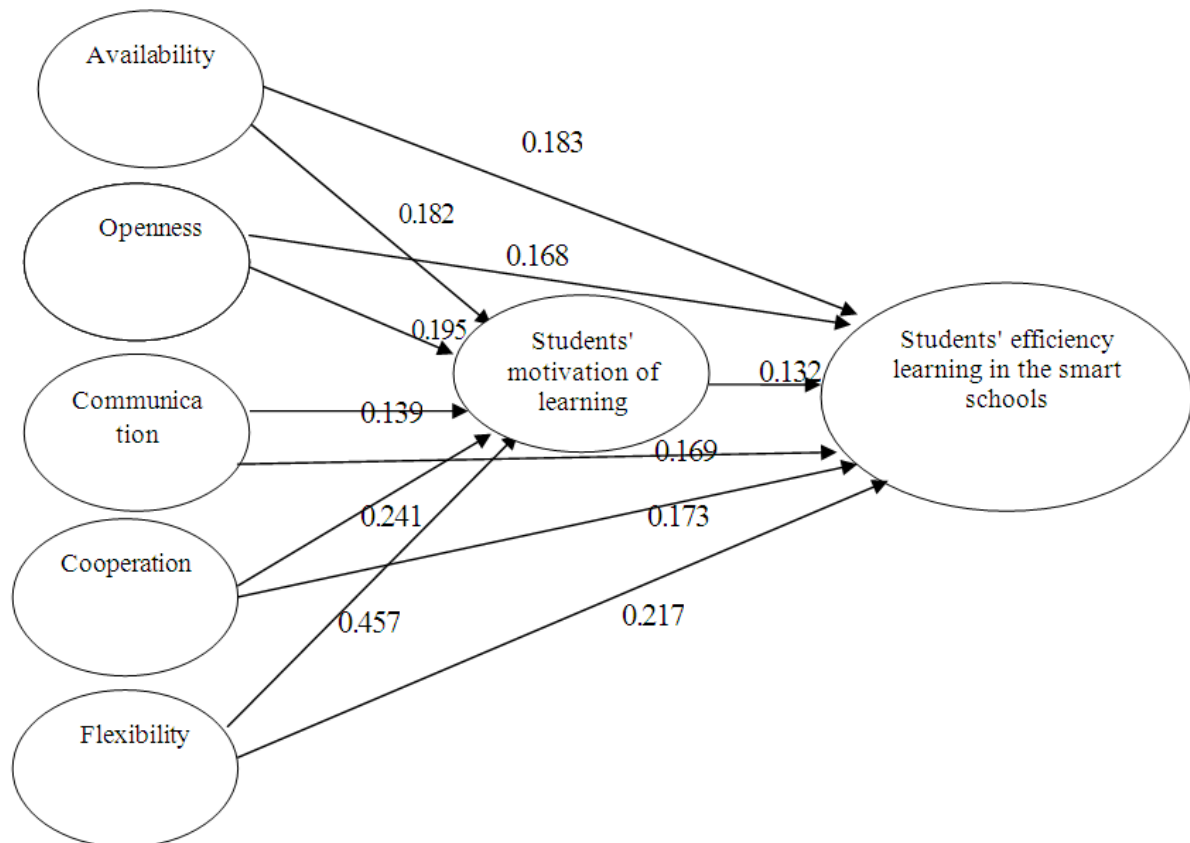 Availability
0.183
0.182
Openness
0.168
0.195
Students'
motivation of
learning
0.132
Students' efficiency
learning in the smart
schools
Communica
tion
0.139
0.169
0.241
0.173
Cooperation
0.457
0.217
Flexibility